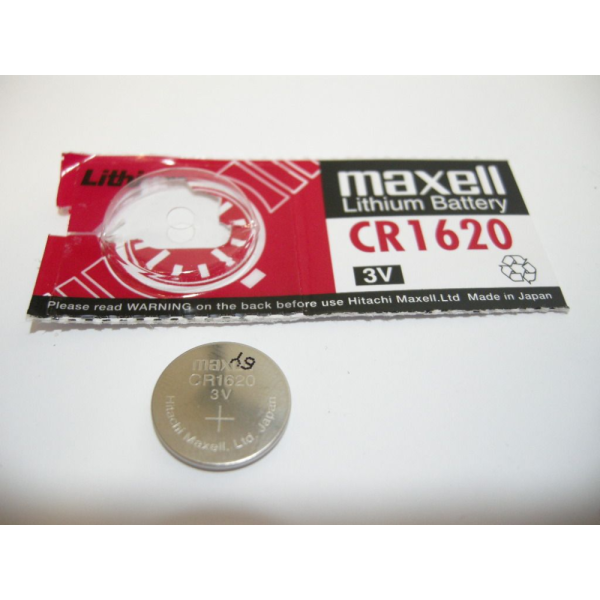 Lithium
maxell
Lithium Battery
CR1620
3V
Please read WARNING on the back before use Hitachi Maxell.Ltd Made in Japan
maxell
CR1620
3V
+
Hitachi Maxell, Ltd. Japan